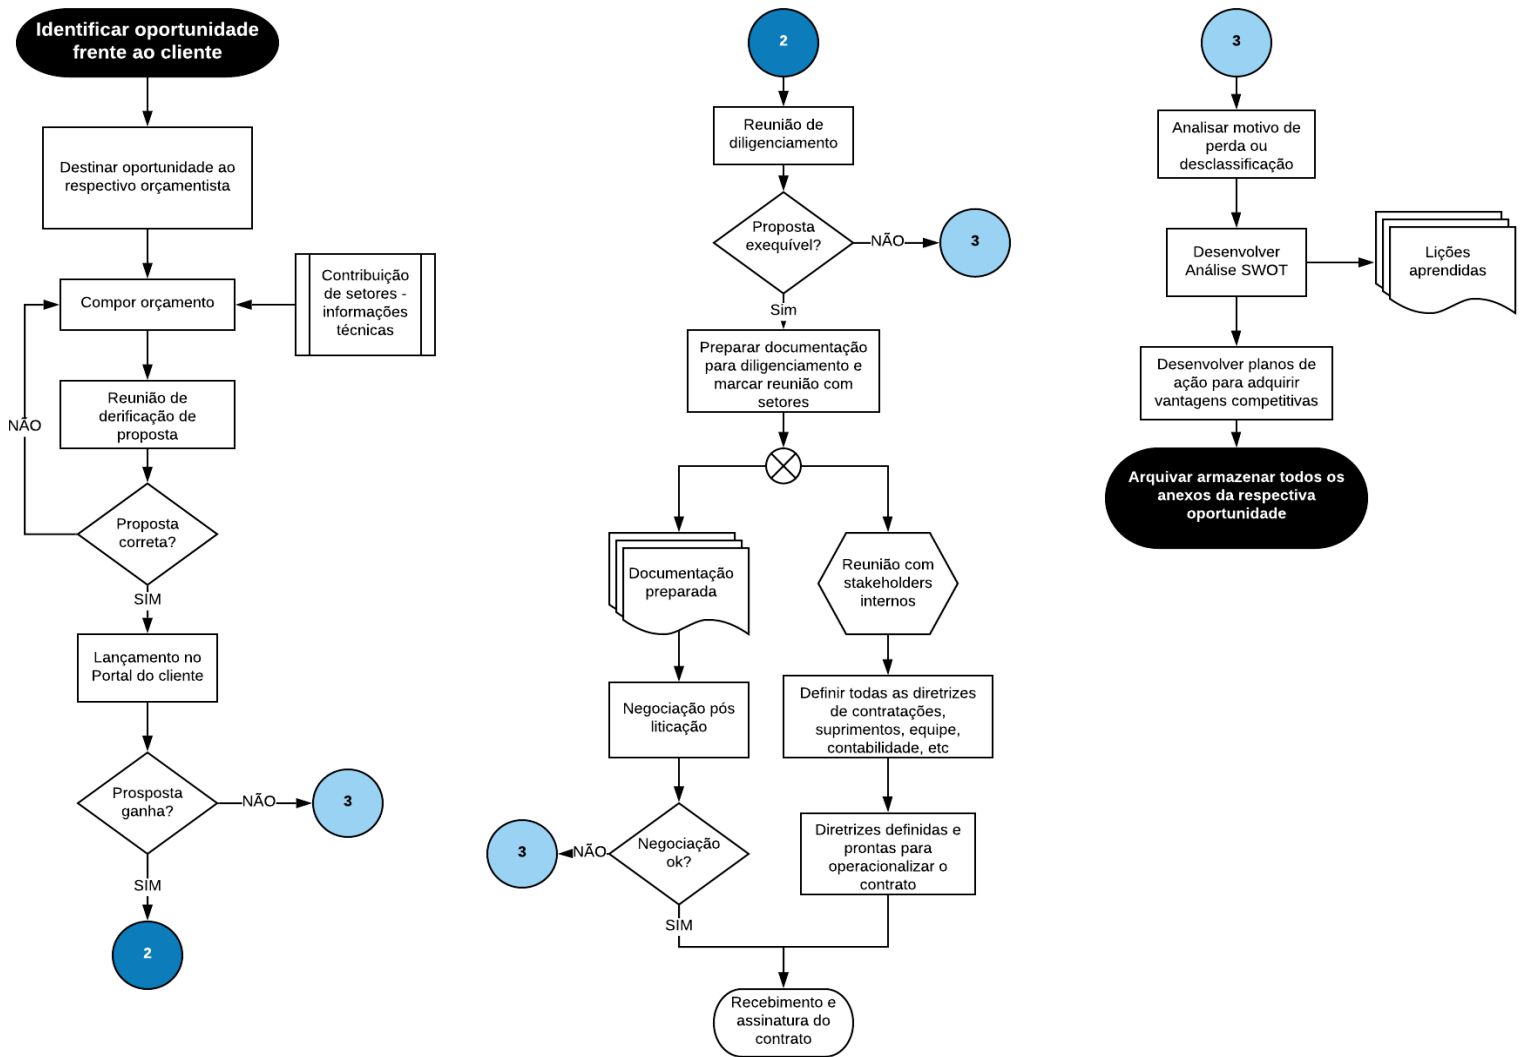 Identificar oportunidade
frente ao cliente
Destinar oportunidade ao
respectivo orçamentista
Compor orçamento
Contribuição
de setores -
informações
técnicas
Reunião de
derificação de
proposta
NÃO
Proposta
correta?
SIM
Lançamento no
Portal do cliente
Prosposta
ganha?
NÃO
3
SIM
2
2
Reunião de
diligenciamento
Proposta
exequível?
NÃO
3
Sim
Preparar documentação
para diligenciamento e
marcar reunião com
setores
Documentação
preparada
Negociação pós
liticação
Negociação
ok?
NÃO
3
SIM
Reunião com
stakeholders
internos
Definir todas as diretrizes
de contratações,
suprimentos, equipe,
contabilidade, etc
Diretrizes definidas e
prontas para
operacionalizar o
contrato
Recebimento e
assinatura do
contrato
3
Analisar motivo de
perda ou
desclassificação
Desenvolver
Análise SWOT
Lições
aprendidas
Desenvolver planos de
ação para adquirir
vantagens competitivas
Arquivar armazenar todos os
anexos da respectiva
oportunidade